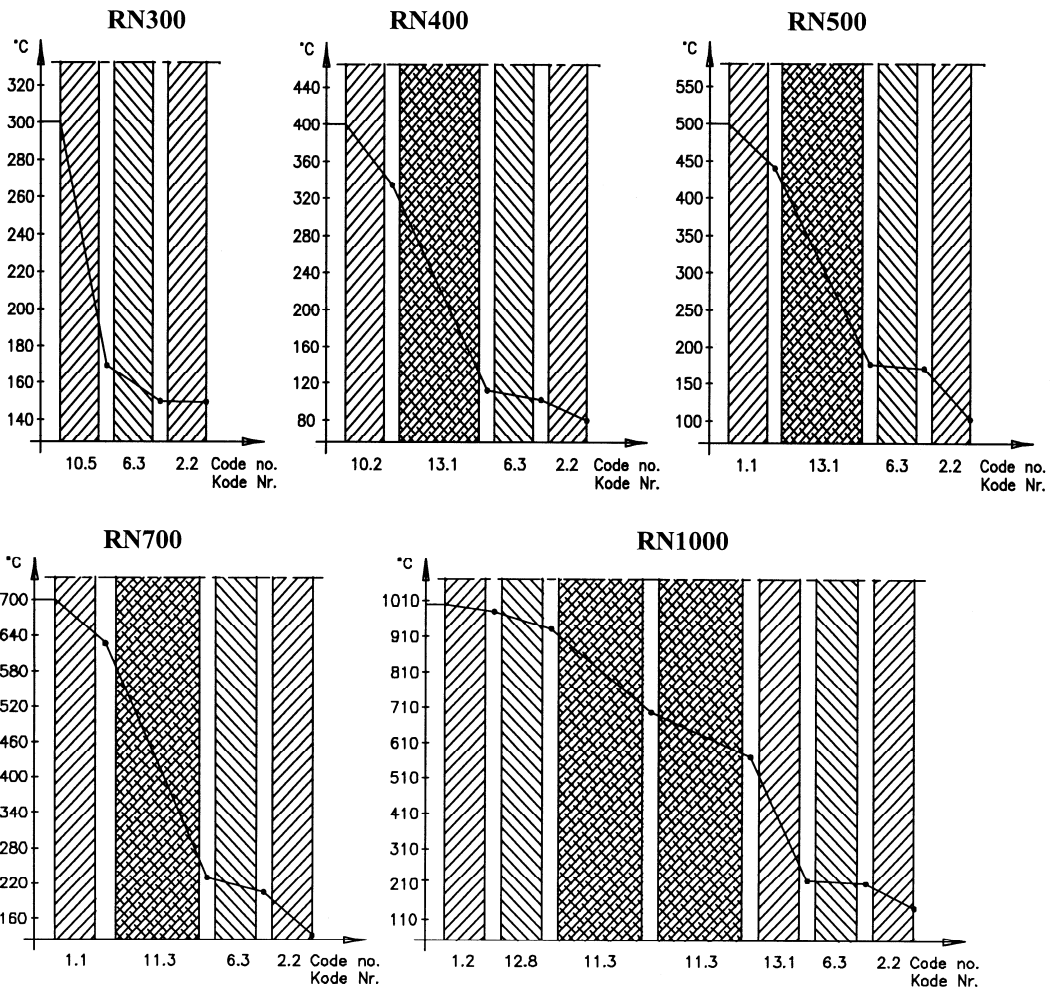 RN300
°C
320
300
280
260
240
220
200
180
160
140
10.5 6.3 2.2 Code no.
Kode Nr.
RN400
°C
440
400
360
320
280
240
200
160
120
80
10.2 13.1 6.3 2.2 Code no.
Kode Nr.
RN500
°C
550
500
450
400
350
300
250
200
150
100
1.1 13.1 6.3 2.2 Code no.
Kode Nr.
RN700
°C
700
640
580
520
460
400
340
280
220
160
1.1 11.3 6.3 2.2 Code no.
Kode Nr.
RN1000
°C
1010
910
810
710
610
510
410
310
210
110
1.2 12.8 11.3 11.3 13.1 6.3 2.2 Code no.
Kode Nr.